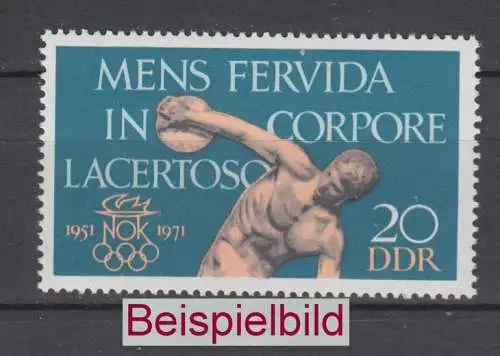 MENS FERVIDA
IN CORPORE
LACERTOSO
1951 NOK 1971
20
DDR
Beispielbild